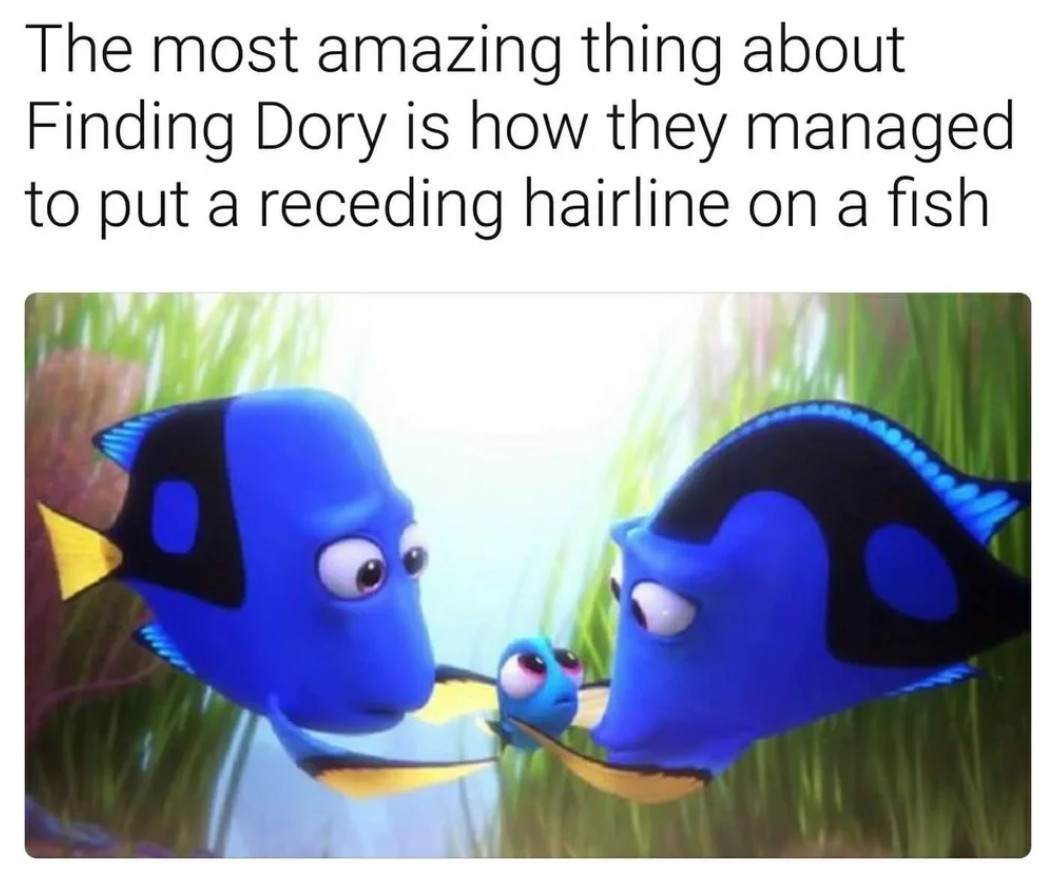 The most amazing thing about
Finding Dory is how they managed
to put a receding hairline on a fish